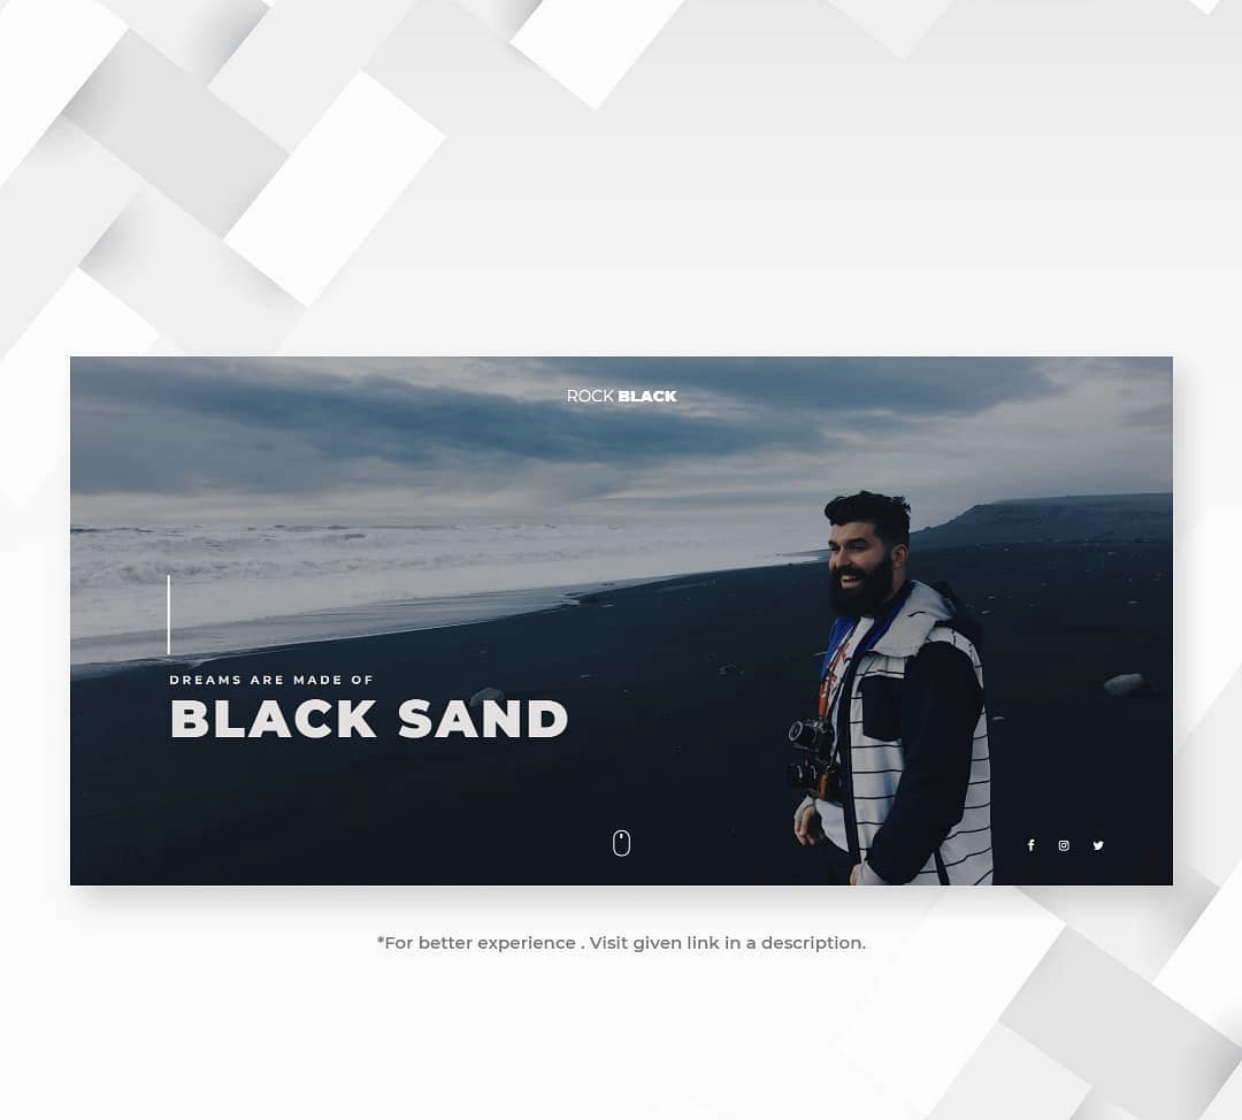 ROCK BLACK
DREAMS ARE MADE OF
BLACK SAND
*For better experience . Visit given link in a description.